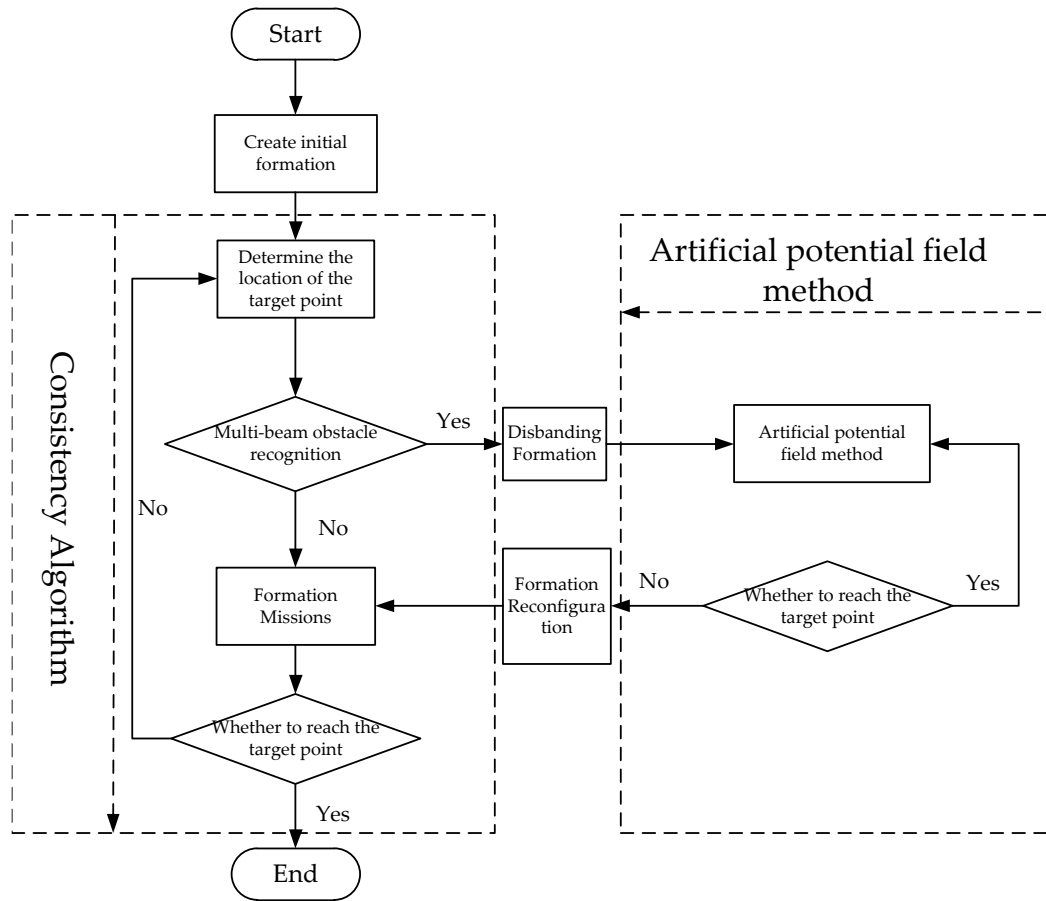 Start
Create initial
formation
Determine the
location of the
target point
Artificial potential field
method
Consistency Algorithm
Multi-beam obstacle
recognition
Yes
Disbanding
Formation
Artificial potential
field method
No
No
Formation
Missions
Formation
Reconfigura
tion
No
Whether to reach the
target point
Yes
Whether to reach the
target point
Yes
End